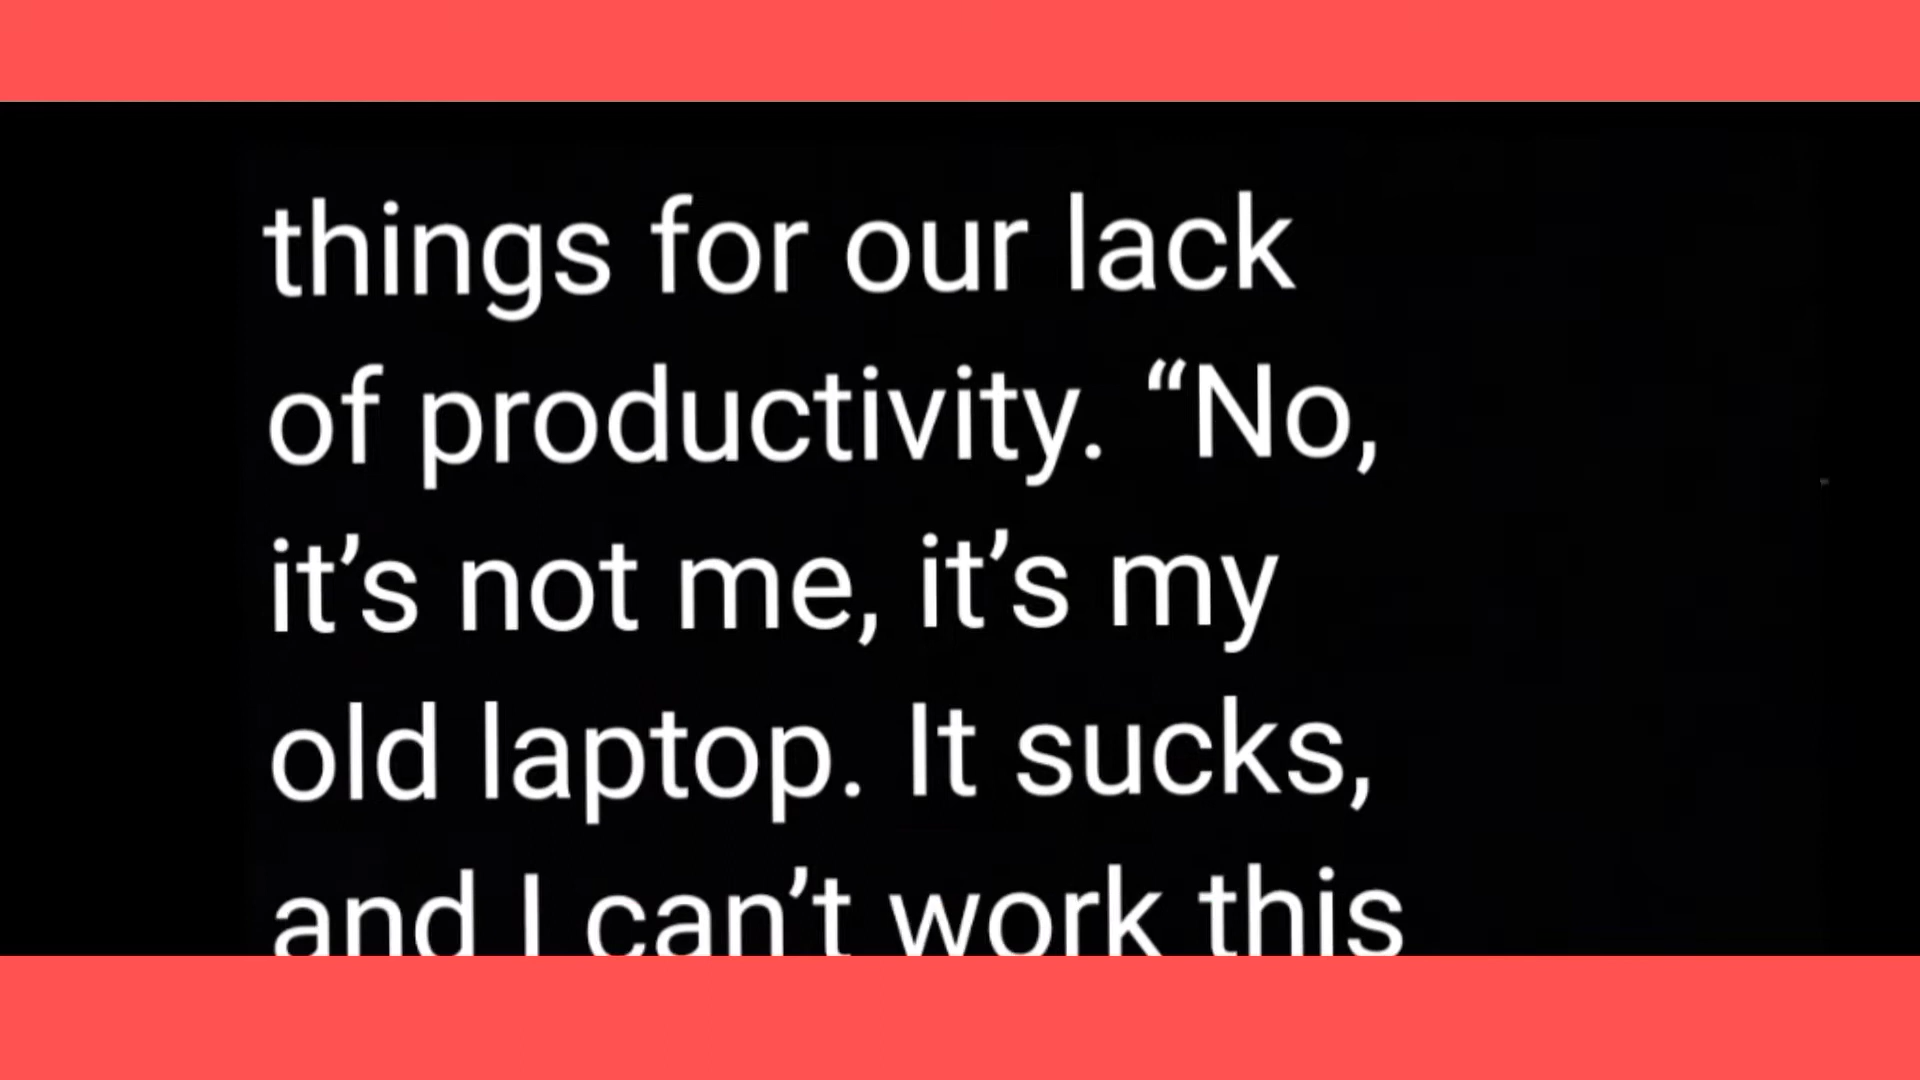 things for our lack
of productivity. “No,
it’s not me, it’s my
old laptop. It sucks,
and I can’t work this